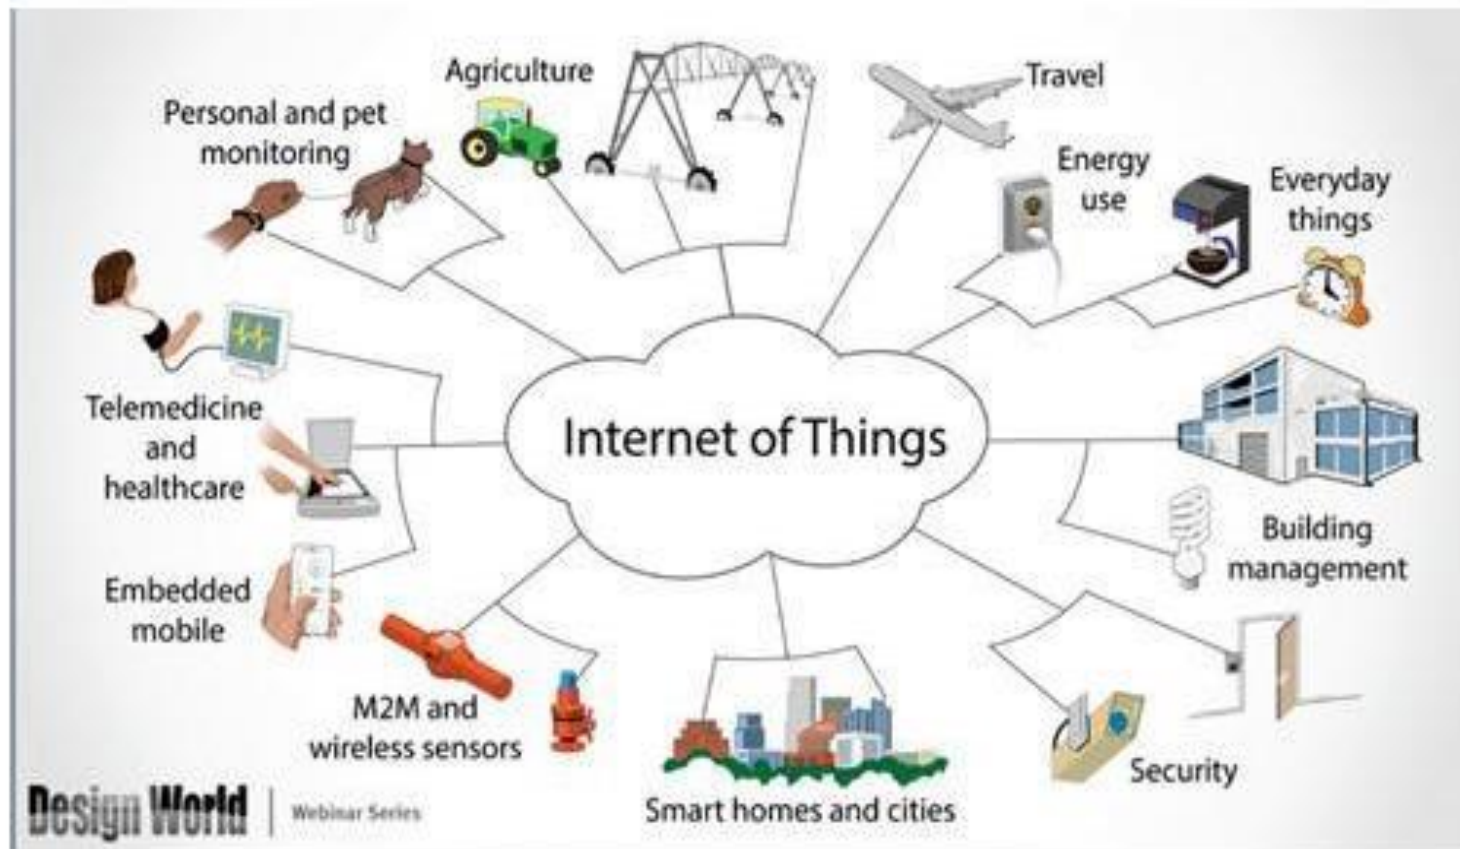 Agriculture
Travel
Personal and pet
monitoring
Energy
use
Everyday
things
Telemedicine
and
healthcare
Internet of Things
Building
management
Embedded
mobile
M2M and
wireless sensors
Smart homes and cities
Security
Design World
Webinar Series